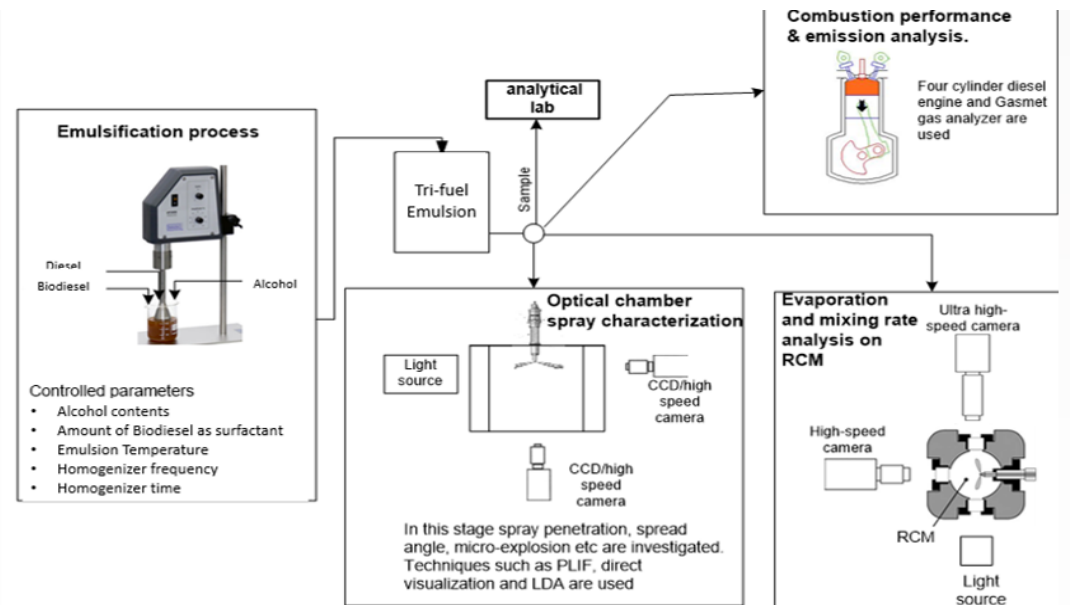 Combustion performance
& emission analysis.
Four cylinder diesel
engine and Gasmet
gas analyzer are
used
analytical
lab
Emulsification process
Diesel
Biodiesel
Alcohol
Controlled parameters
• Alcohol contents
• Amount of Biodiesel as surfactant
• Emulsion Temperature
• Homogenizer frequency
• Homogenizer time
Tri-fuel
Emulsion
Sample
Optical chamber
spray characterization
Light
source
CCD/high
speed
camera
CCD/high
speed
camera
In this stage spray penetration, spread
angle, micro-explosion etc are investigated.
Techniques such as PLIF, direct
visualization and LDA are used
Evaporation
and mixing rate
analysis on
RCM
Ultra high-
speed camera
High-speed
camera
RCM
Light
source